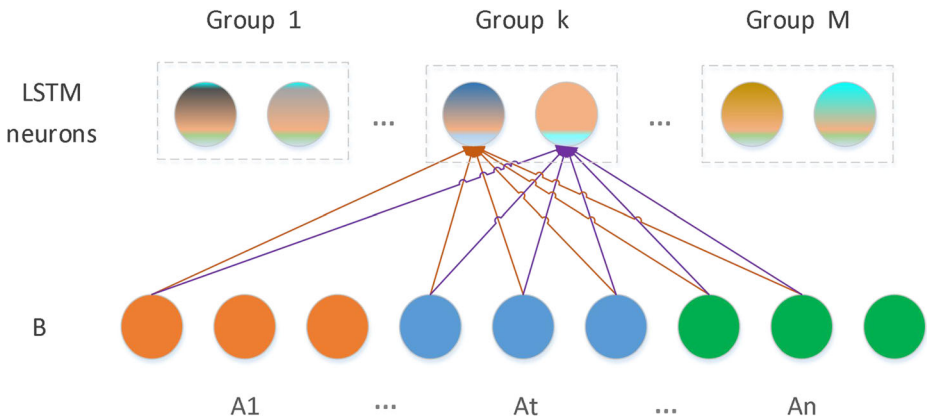 Group 1
Group k
Group M
LSTM
neurons
...
...
B
A1
...
At
...
An